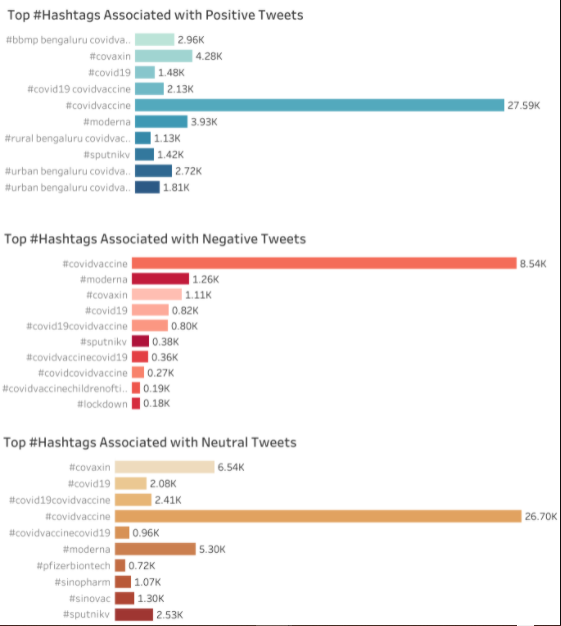 Top #Hashtags Associated with Positive Tweets
#bbmp bengaluru covidva.. 2.96K
#covaxin 4.28K
#covid19 1.48K
#covid19 covidvaccine 2.13K
#covidvaccine 27.59K
#moderna 3.93K
#rural bengaluru covidvac.. 1.13K
#sputnikv 1.42K
#urban bengaluru covidva.. 2.72K
#urban bengaluru covidva.. 1.81K
Top #Hashtags Associated with Negative Tweets
#covidvaccine 8.54K
#moderna 1.26K
#covaxin 1.11K
#covid19 0.82K
#covid19covidvaccine 0.80K
#sputnikv 0.38K
#covidvaccinecovid19 0.36K
#covidcovidvaccine 0.27K
#covidvaccinechildrenofti.. 0.19K
#lockdown 0.18K
Top #Hashtags Associated with Neutral Tweets
#covaxin 6.54K
#covid19 2.08K
#covid19covidvaccine 2.41K
#covidvaccine 26.70K
#covidvaccinecovid19 0.96K
#moderna 5.30K
#pfizerbiontech 0.72K
#sinopharm 1.07K
#sinovac 1.30K
#sputnikv 2.53K